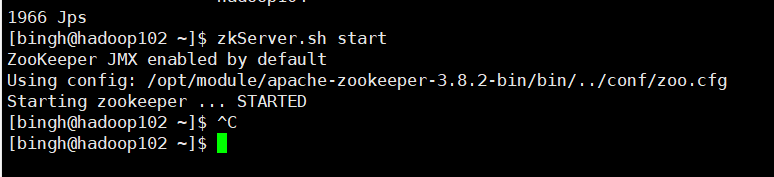 1966 Jps
[bingh@hadoop102 ~]$ zkServer.sh start
ZooKeeper JMX enabled by default
Using config: /opt/module/apache-zookeeper-3.8.2-bin/bin/../conf/zoo.cfg
Starting zookeeper ... STARTED
[bingh@hadoop102 ~]$ ^C
[bingh@hadoop102 ~]$